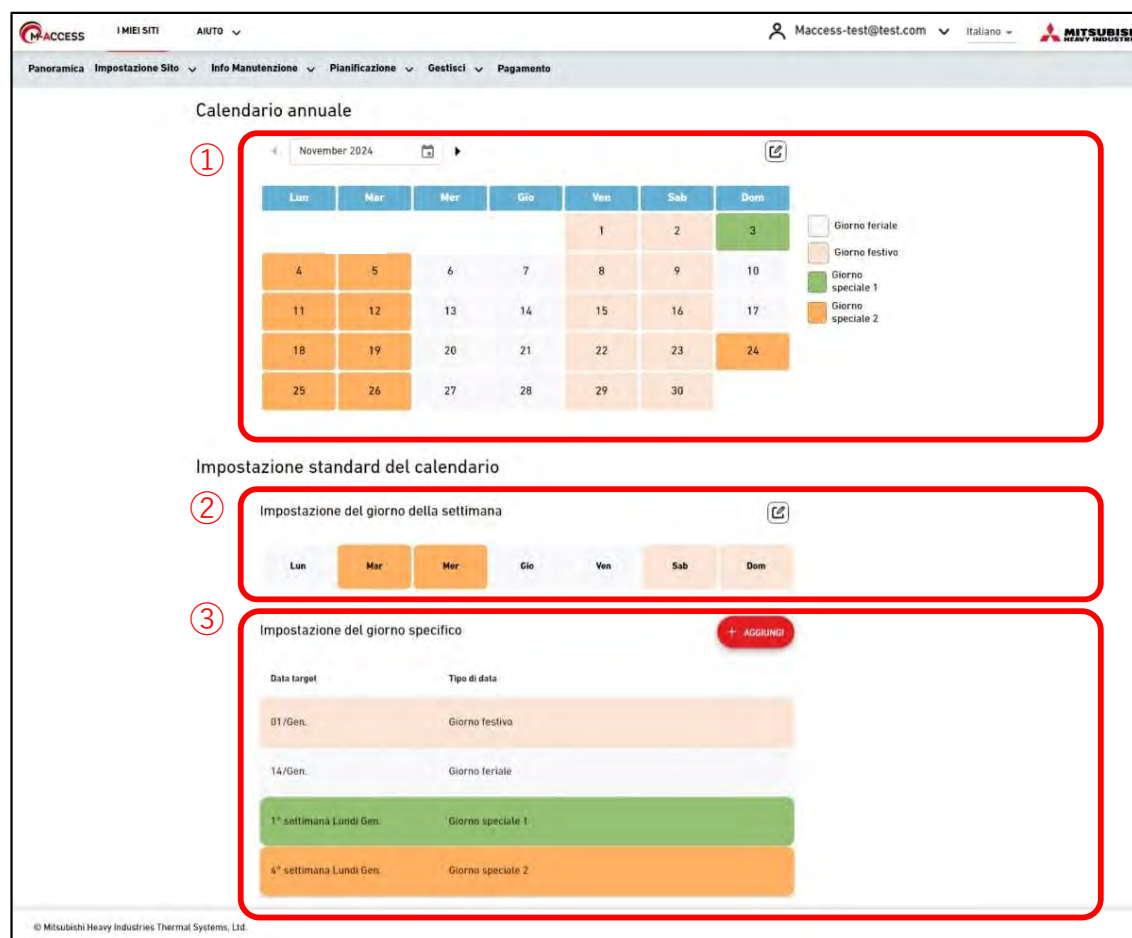 M-ACCESS I MIEI SITI AIUTO Maccess-test@test.com Italiano MITSUBISHI
HEAVY INDUSTRIES
Panoramica Impostazione Sito Info Manutenzione Pianificazione Gestisci Pagamento
Calendario annuale
①
November 2024
Lun Mar Mer Gio Ven Sab Dom
1 2 3
4 5 6 7 8 9 10
11 12 13 14 15 16 17
18 19 20 21 22 23 24
25 26 27 28 29 30
Giorno feriale
Giorno festivo
Giorno
speciale 1
Giorno
speciale 2
Impostazione standard del calendario
②
Impostazione del giorno della settimana
Lun Mar Mer Gio Ven Sab Dom
③
Impostazione del giorno specifico
+ AGGIUNGI
Data target Tipo di data
01/Gen. Giorno festivo
14/Gen. Giorno feriale
1° settimana Lundi Gen. Giorno speciale 1
4° settimana Lundi Gen. Giorno speciale 2
© Mitsubishi Heavy Industries Thermal Systems, Ltd.